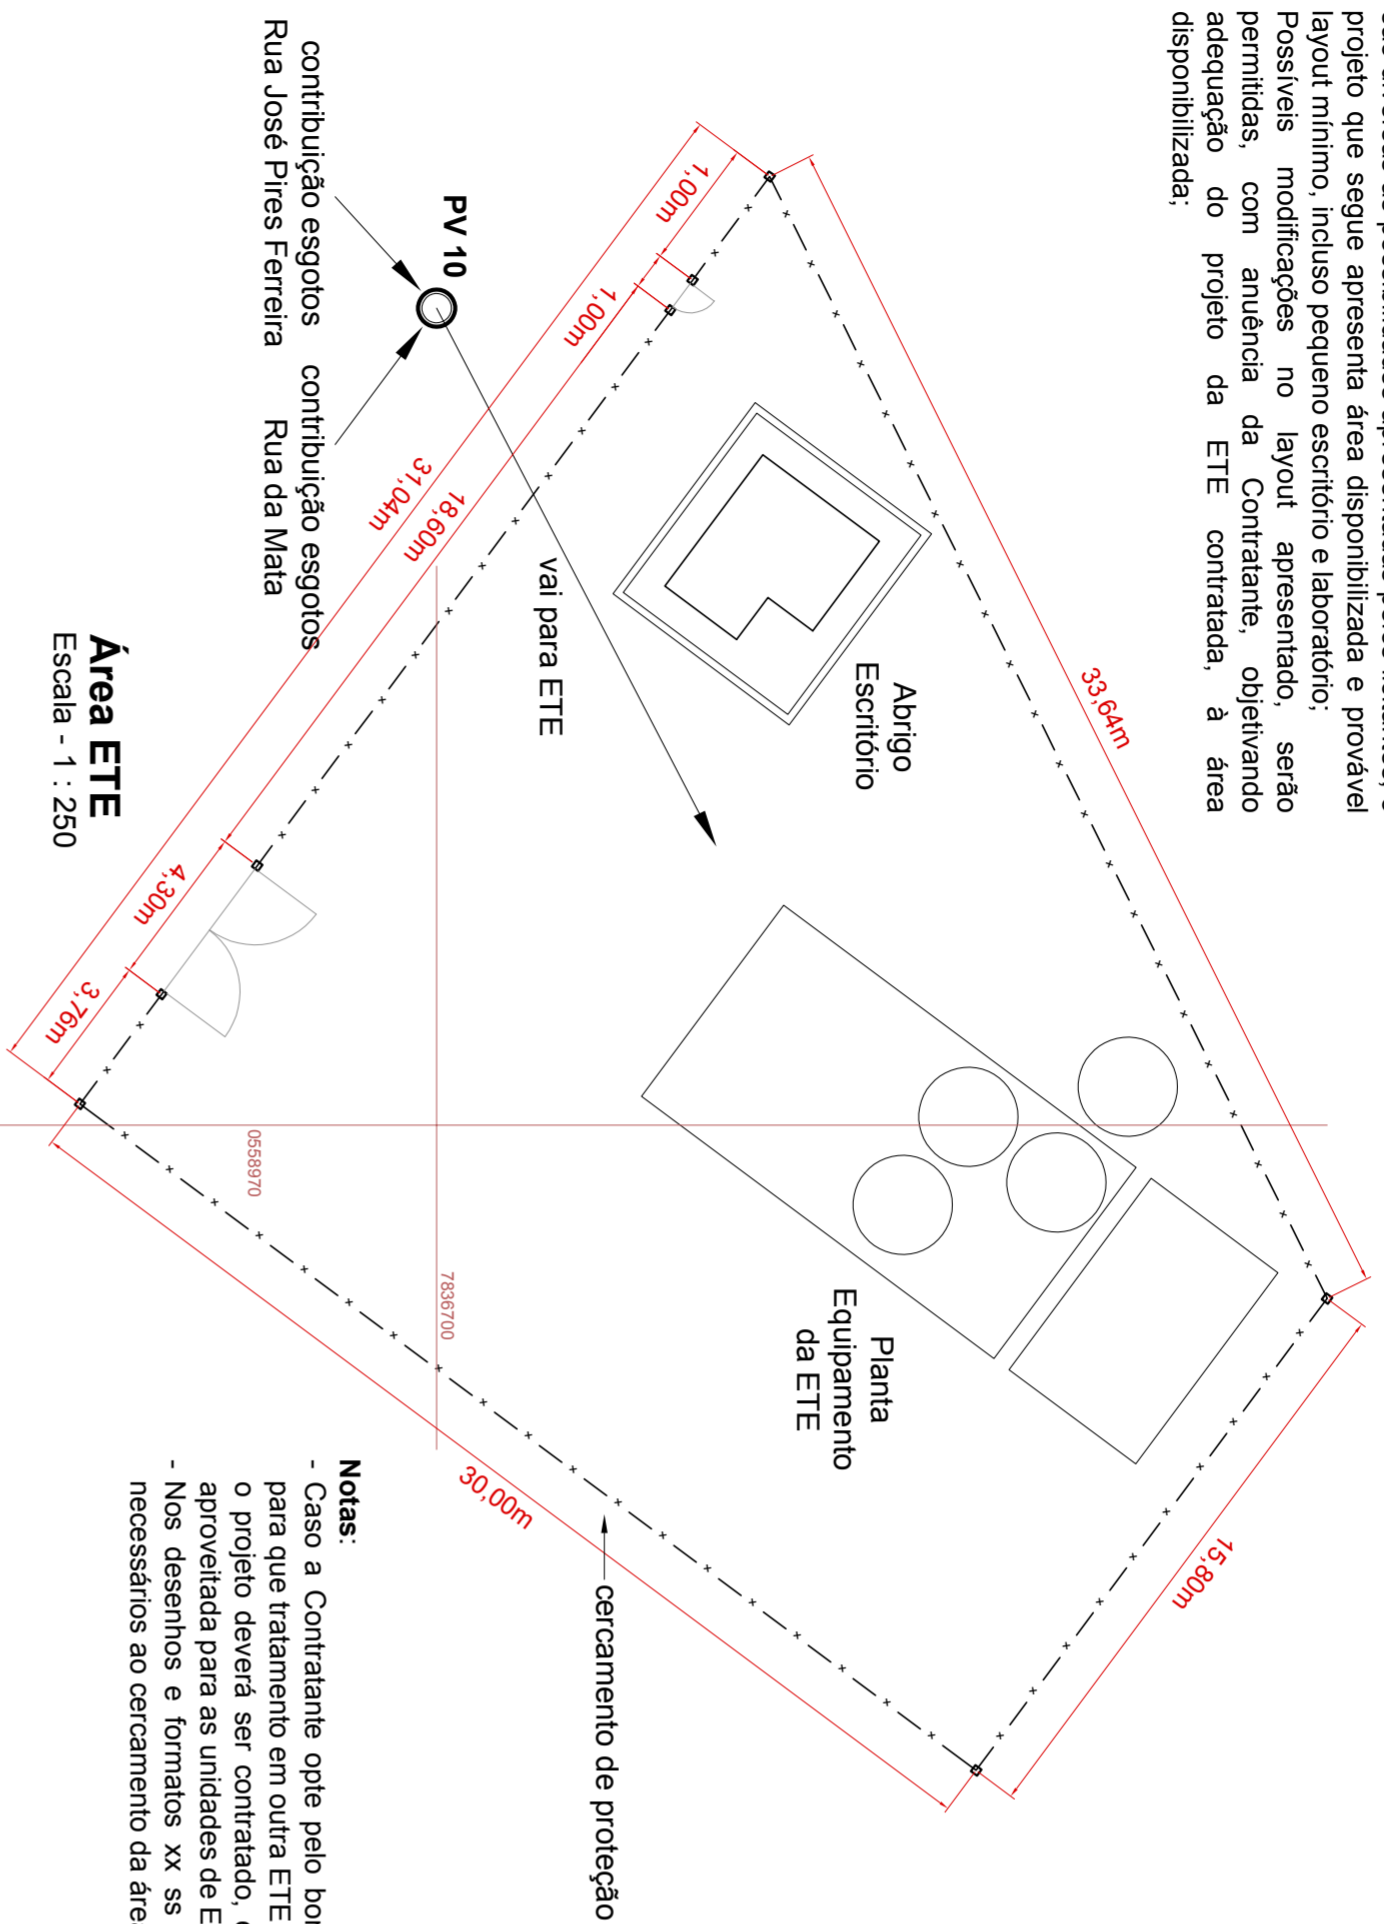 projeto que segue apresenta área disponibilizada e provável
layout mínimo, incluso pequeno escritório e laboratório;
Possíveis modificações no layout apresentado, serão
permitidas, com anuência da Contratante, objetivando
adequação do projeto da ETE contratada, à área
disponibilizada;
33,64m
15,80m
30,00m
31,04m
1,00m
1,00m
18,60m
4,30m
3,76m
Abrigo
Escritório
Planta
Equipamento
da ETE
vai para ETE
PV 10
contribuição esgotos
Rua José Pires Ferreira
contribuição esgotos
Rua da Mata
7836700
0558970
cercamento de proteção
Área ETE
Escala - 1 : 250
Notas:
- Caso a Contratante opte pelo
para que tratamento em outra ETE
o projeto deverá ser contratado,
aproveitada para as unidades de
- Nos desenhos e formatos xx ss
necessários ao cercamento da